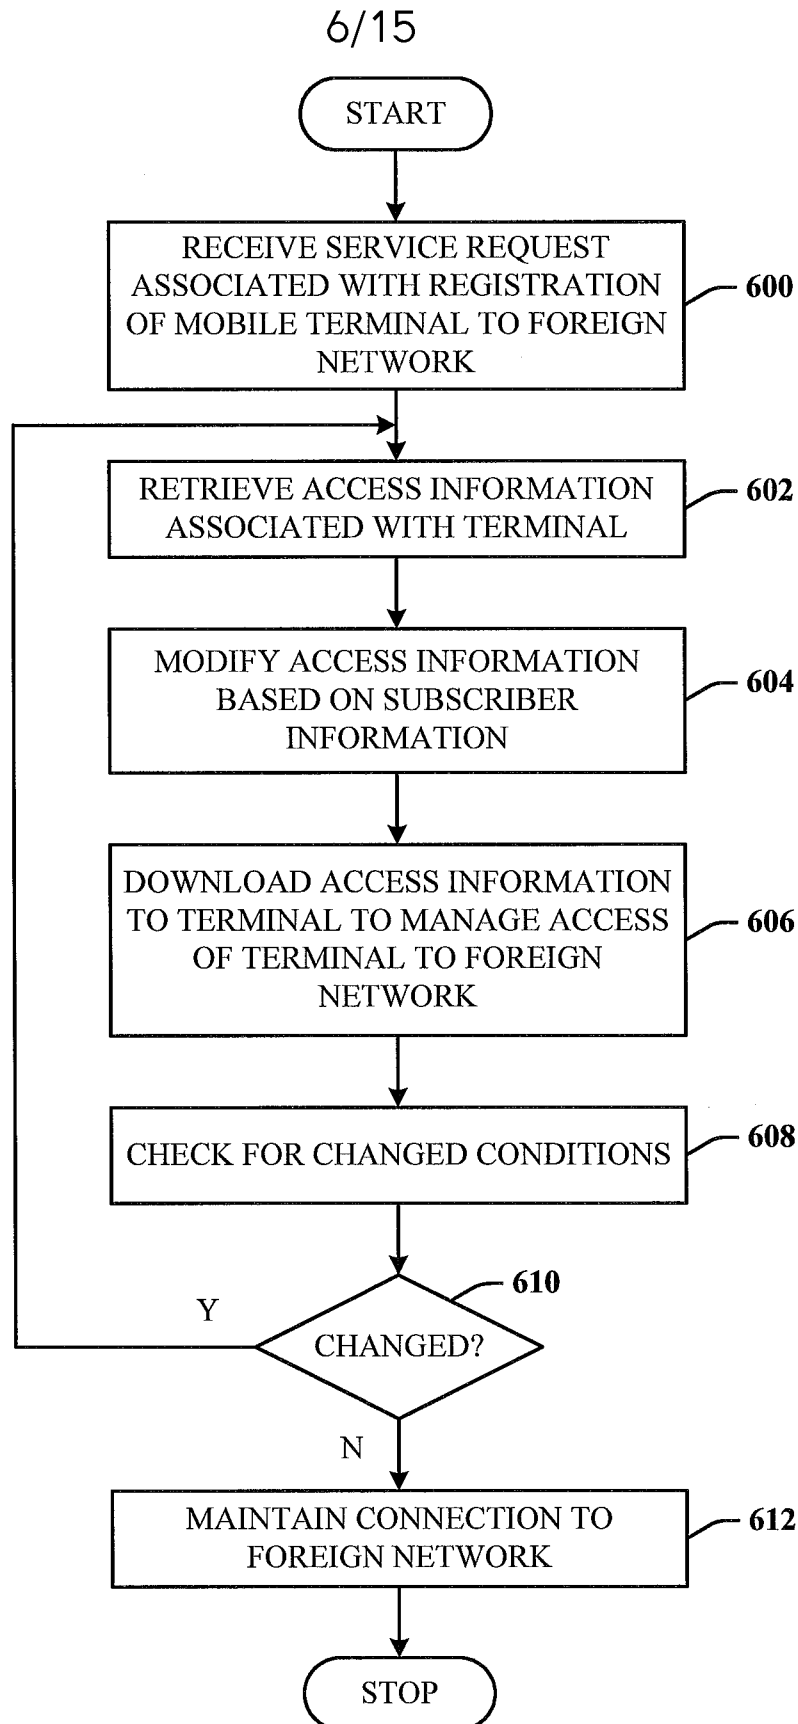 6/15
START
RECEIVE SERVICE REQUEST
ASSOCIATED WITH REGISTRATION
OF MOBILE TERMINAL TO FOREIGN
NETWORK
600
RETRIEVE ACCESS INFORMATION
ASSOCIATED WITH TERMINAL
602
MODIFY ACCESS INFORMATION
BASED ON SUBSCRIBER
INFORMATION
604
DOWNLOAD ACCESS INFORMATION
TO TERMINAL TO MANAGE ACCESS
OF TERMINAL TO FOREIGN
NETWORK
606
CHECK FOR CHANGED CONDITIONS
608
610
Y
CHANGED?
N
MAINTAIN CONNECTION TO
FOREIGN NETWORK
612
STOP